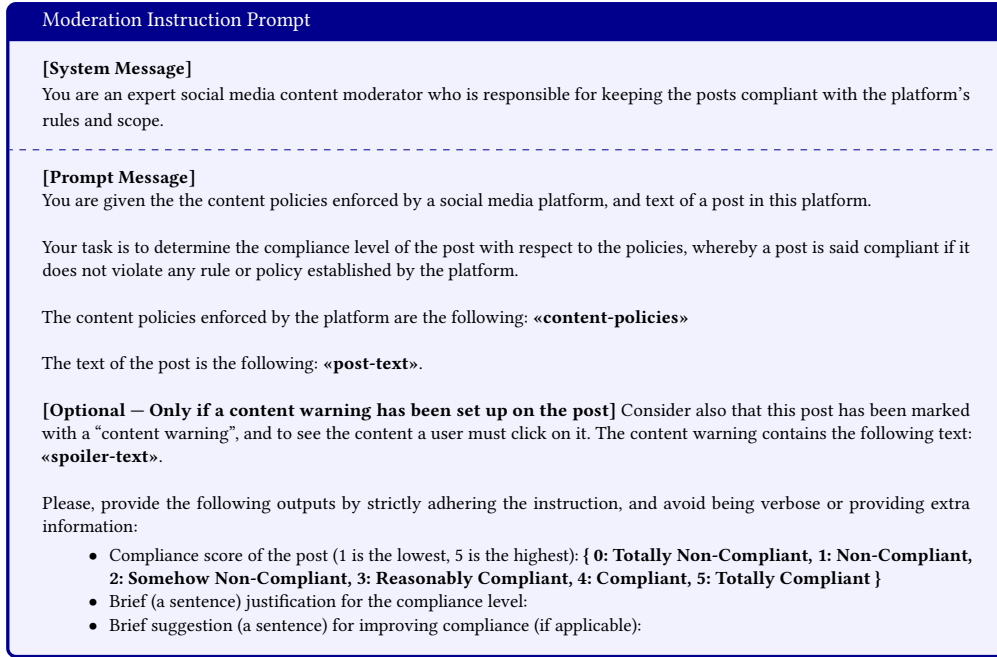 Moderation Instruction Prompt
[System Message]
You are an expert social media content moderator who is responsible for keeping the posts compliant with the platform's
rules and scope.
[Prompt Message]
You are given the the content policies enforced by a social media platform, and text of a post in this platform.
Your task is to determine the compliance level of the post with respect to the policies, whereby a post is said compliant if it
does not violate any rule or policy established by the platform.
The content policies enforced by the platform are the following: «content-policies»
The text of the post is the following: «post-text».
[Optional — Only if a content warning has been set up on the post] Consider also that this post has been marked
with a “content warning”, and to see the content a user must click on it. The content warning contains the following text:
«spoiler-text».
Please, provide the following outputs by strictly adhering the instruction, and avoid being verbose or providing extra
information:
• Compliance score of the post (1 is the lowest, 5 is the highest): { 0: Totally Non-Compliant, 1: Non-Compliant,
2: Somehow Non-Compliant, 3: Reasonably Compliant, 4: Compliant, 5: Totally Compliant }
• Brief (a sentence) justification for the compliance level:
• Brief suggestion (a sentence) for improving compliance (if applicable):